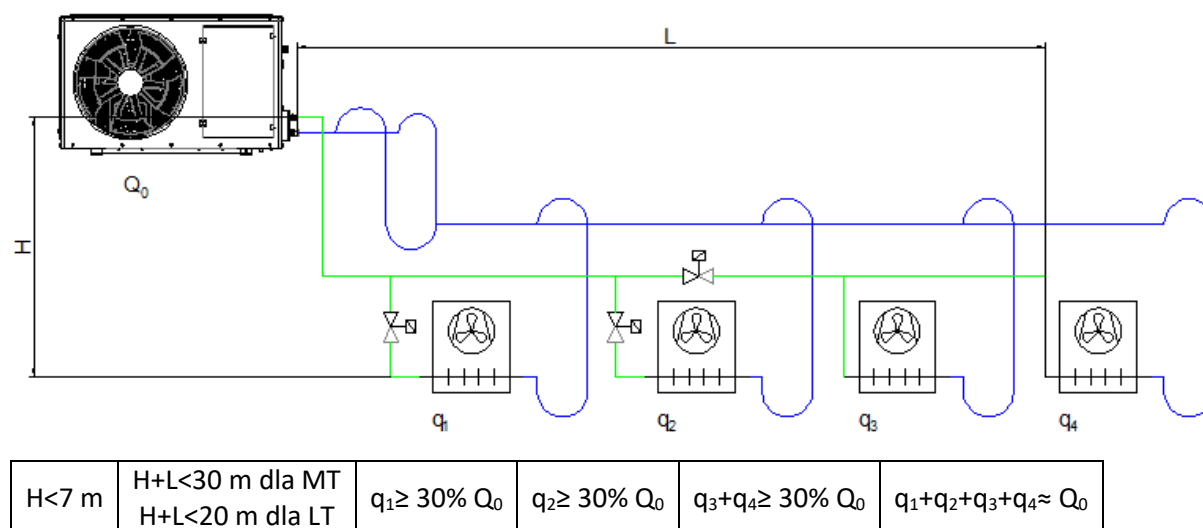 L
H
Q₀
q₁
q₂
q₃
q₄
H<7 m
H+L<30 m dla MT
H+L<20 m dla LT
q₁≥ 30% Q₀
q₂≥ 30% Q₀
q₃+q₄≥ 30% Q₀
q₁+q₂+q₃+q₄≈ Q₀